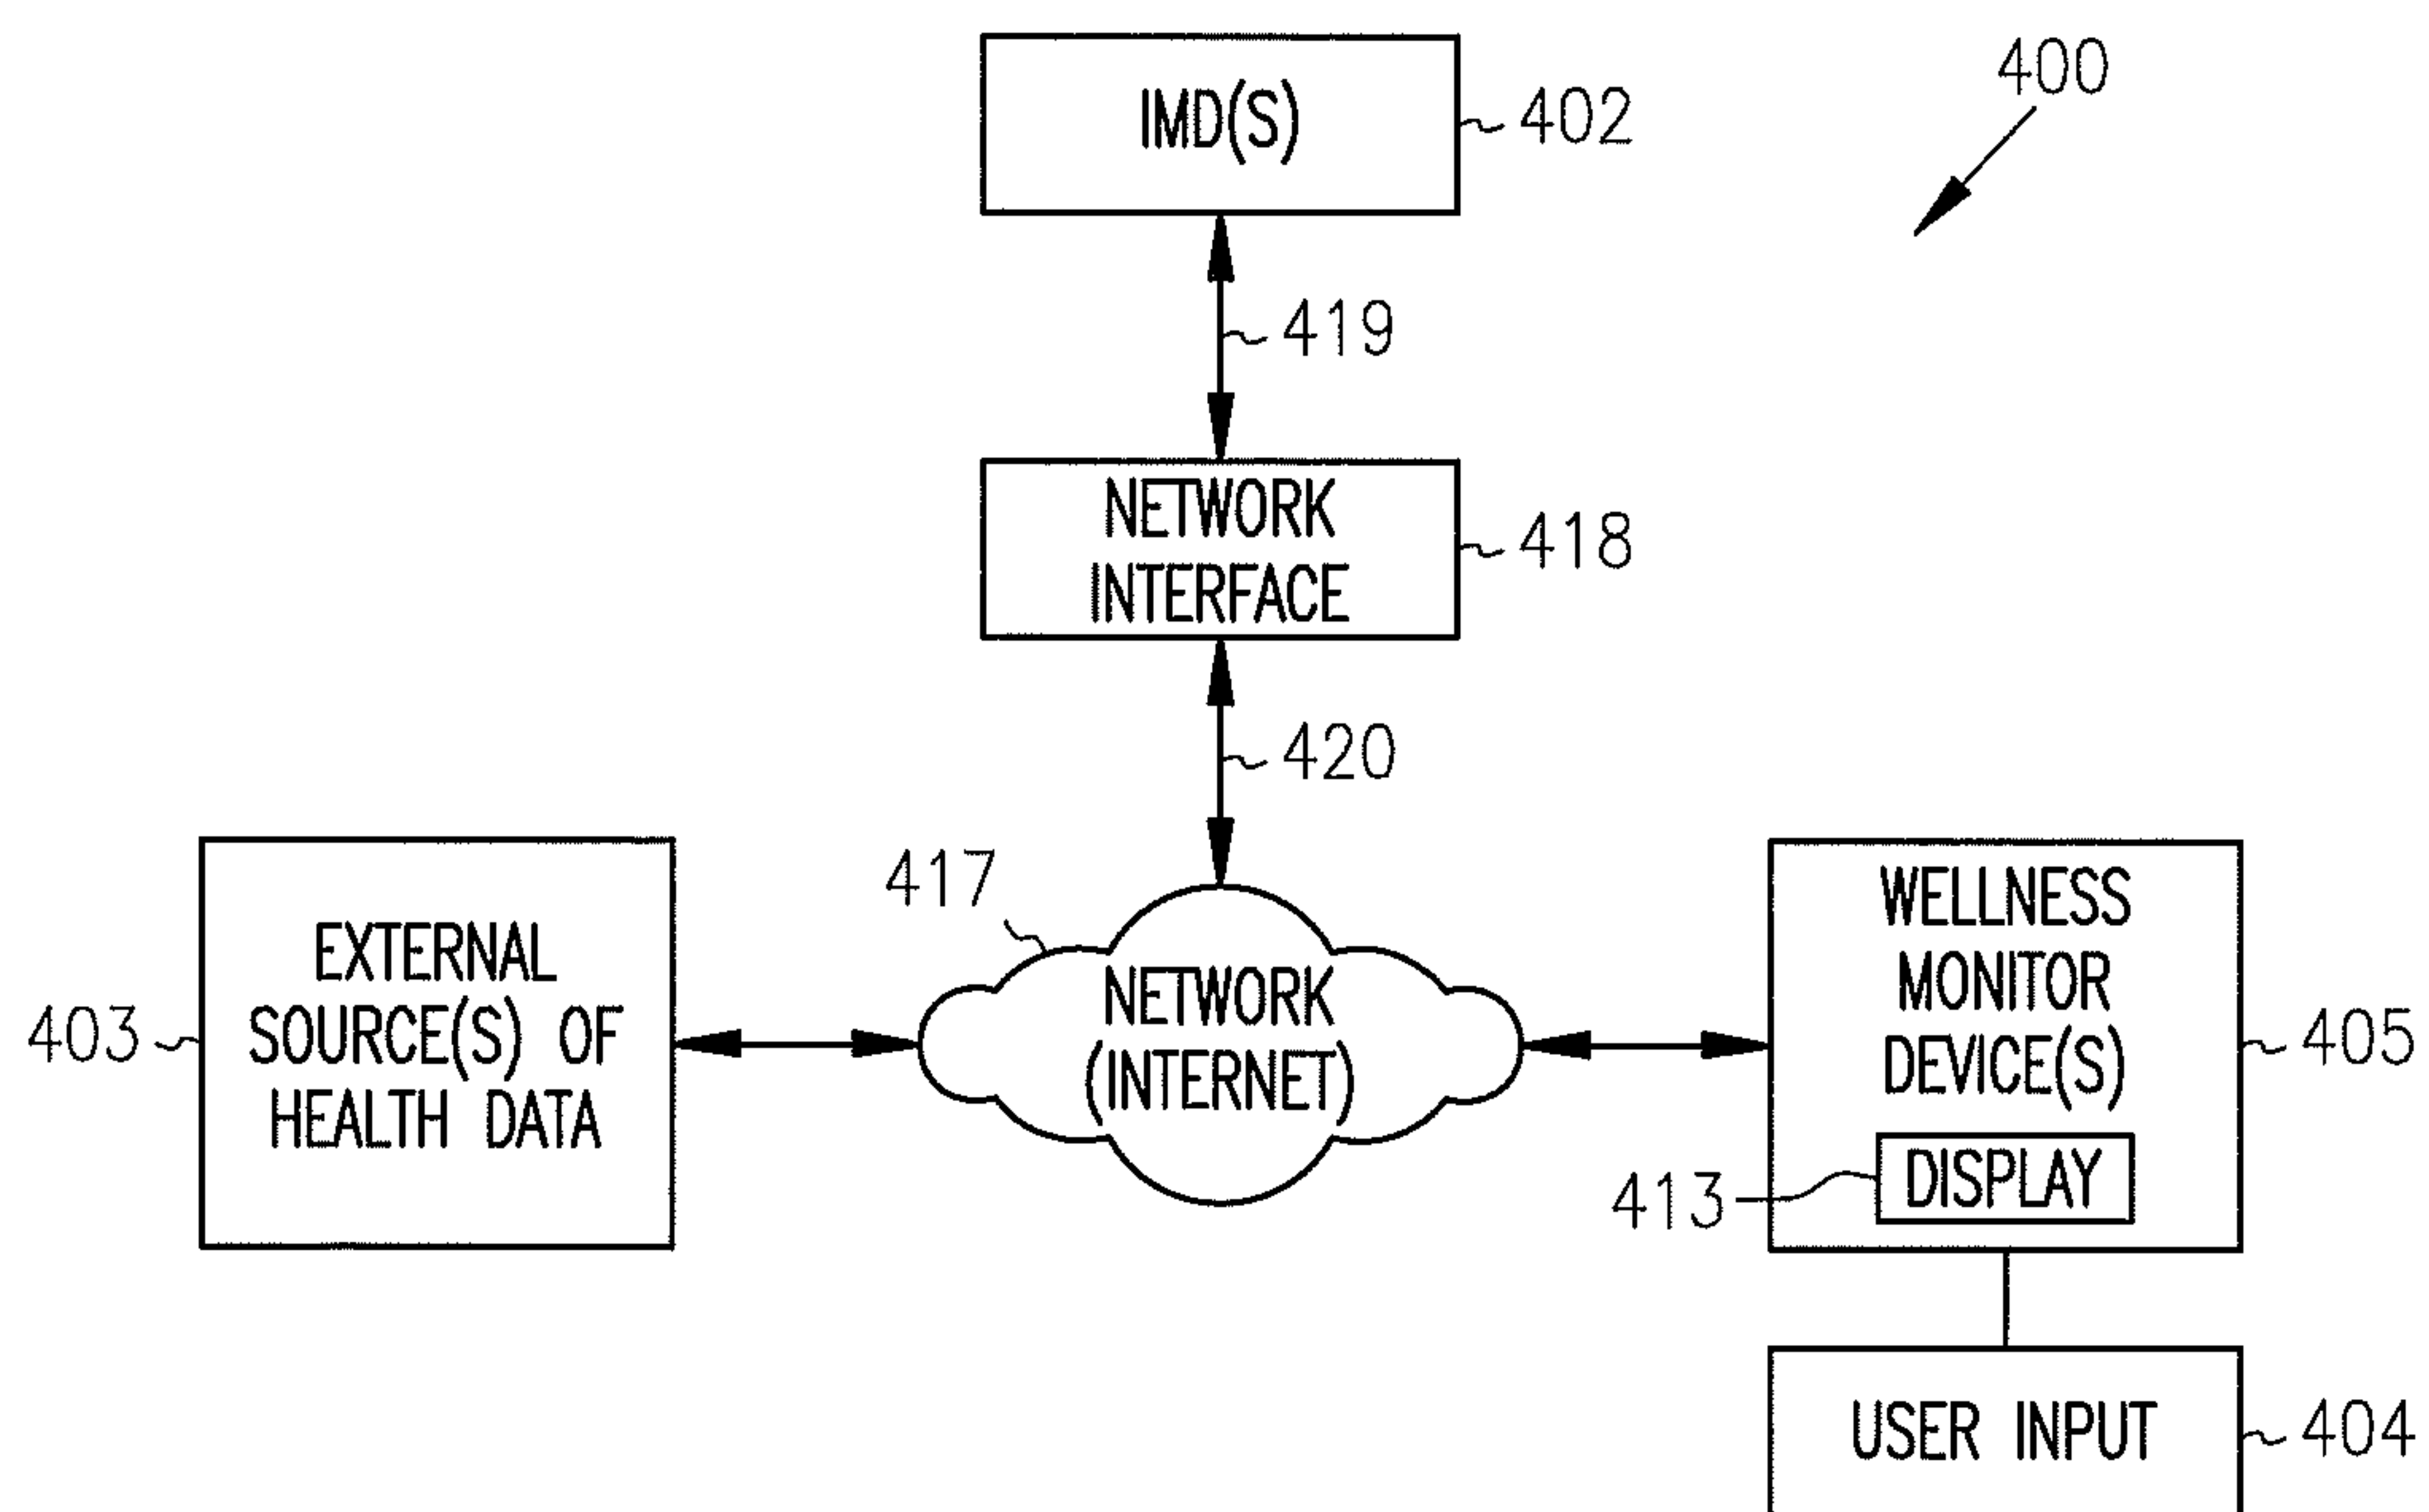 400
IMD(S)
402
419
NETWORK
INTERFACE
418
420
417
EXTERNAL
SOURCE(S) OF
HEALTH DATA
403
NETWORK
(INTERNET)
WELLNESS
MONITOR
DEVICE(S)
405
DISPLAY
413
USER INPUT
404